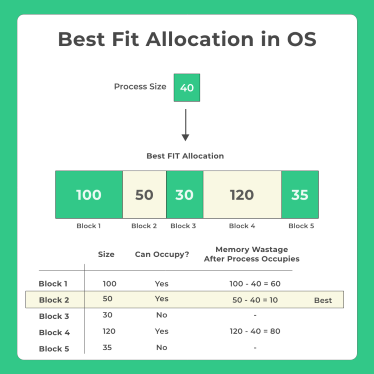 Best Fit Allocation in OS
Process Size 40
Best FIT Allocation
100 50 30 120 35
Block 1 Block 2 Block 3 Block 4 Block 5
Size Can Occupy? Memory Wastage
After Process Occupies
Block 1 100 Yes 100 - 40 = 60
Block 2 50 Yes 50 - 40 = 10 Best
Block 3 30 No -
Block 4 120 Yes 120 - 40 = 80
Block 5 35 No -